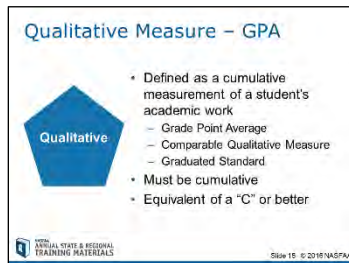 Qualitative Measure – GPA
Qualitative
• Defined as a cumulative
measurement of a student's
academic work
– Grade Point Average
– Comparable Qualitative Measure
– Graduated Standard
• Must be cumulative
• Equivalent of a "C" or better
NASFAA
ANNUAL STATE & REGIONAL
TRAINING MATERIALS
Slide 15 © 2016 NASFAA